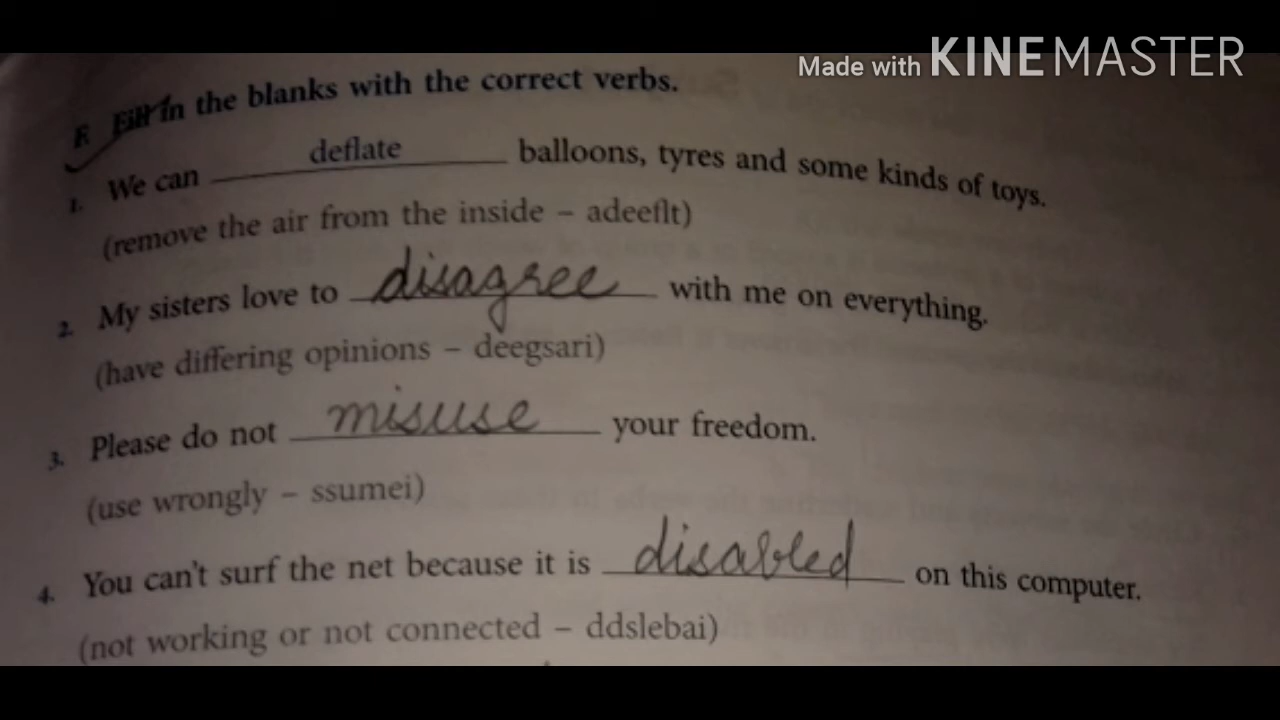 Made with KINEMASTER
F. Fill in the blanks with the correct verbs.
1. We can deflate balloons, tyres and some kinds of toys.
(remove the air from the inside – adeeflt)
2. My sisters love to disagree with me on everything.
(have differing opinions – deegsari)
3. Please do not misuse your freedom.
(use wrongly – ssumei)
4. You can't surf the net because it is disabled on this computer.
(not working or not connected – ddslebai)